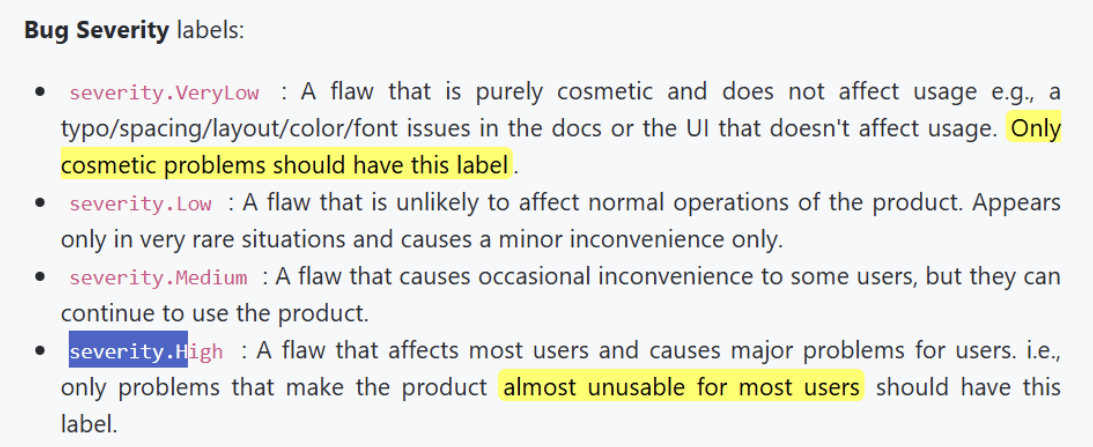 Bug Severity labels:
• severity.VeryLow : A flaw that is purely cosmetic and does not affect usage e.g., a
typo/spacing/layout/color/font issues in the docs or the UI that doesn't affect usage. Only
cosmetic problems should have this label.
• severity.Low : A flaw that is unlikely to affect normal operations of the product. Appears
only in very rare situations and causes a minor inconvenience only.
• severity.Medium : A flaw that causes occasional inconvenience to some users, but they can
continue to use the product.
• severity.High : A flaw that affects most users and causes major problems for users. i.e.,
only problems that make the product almost unusable for most users should have this
label.